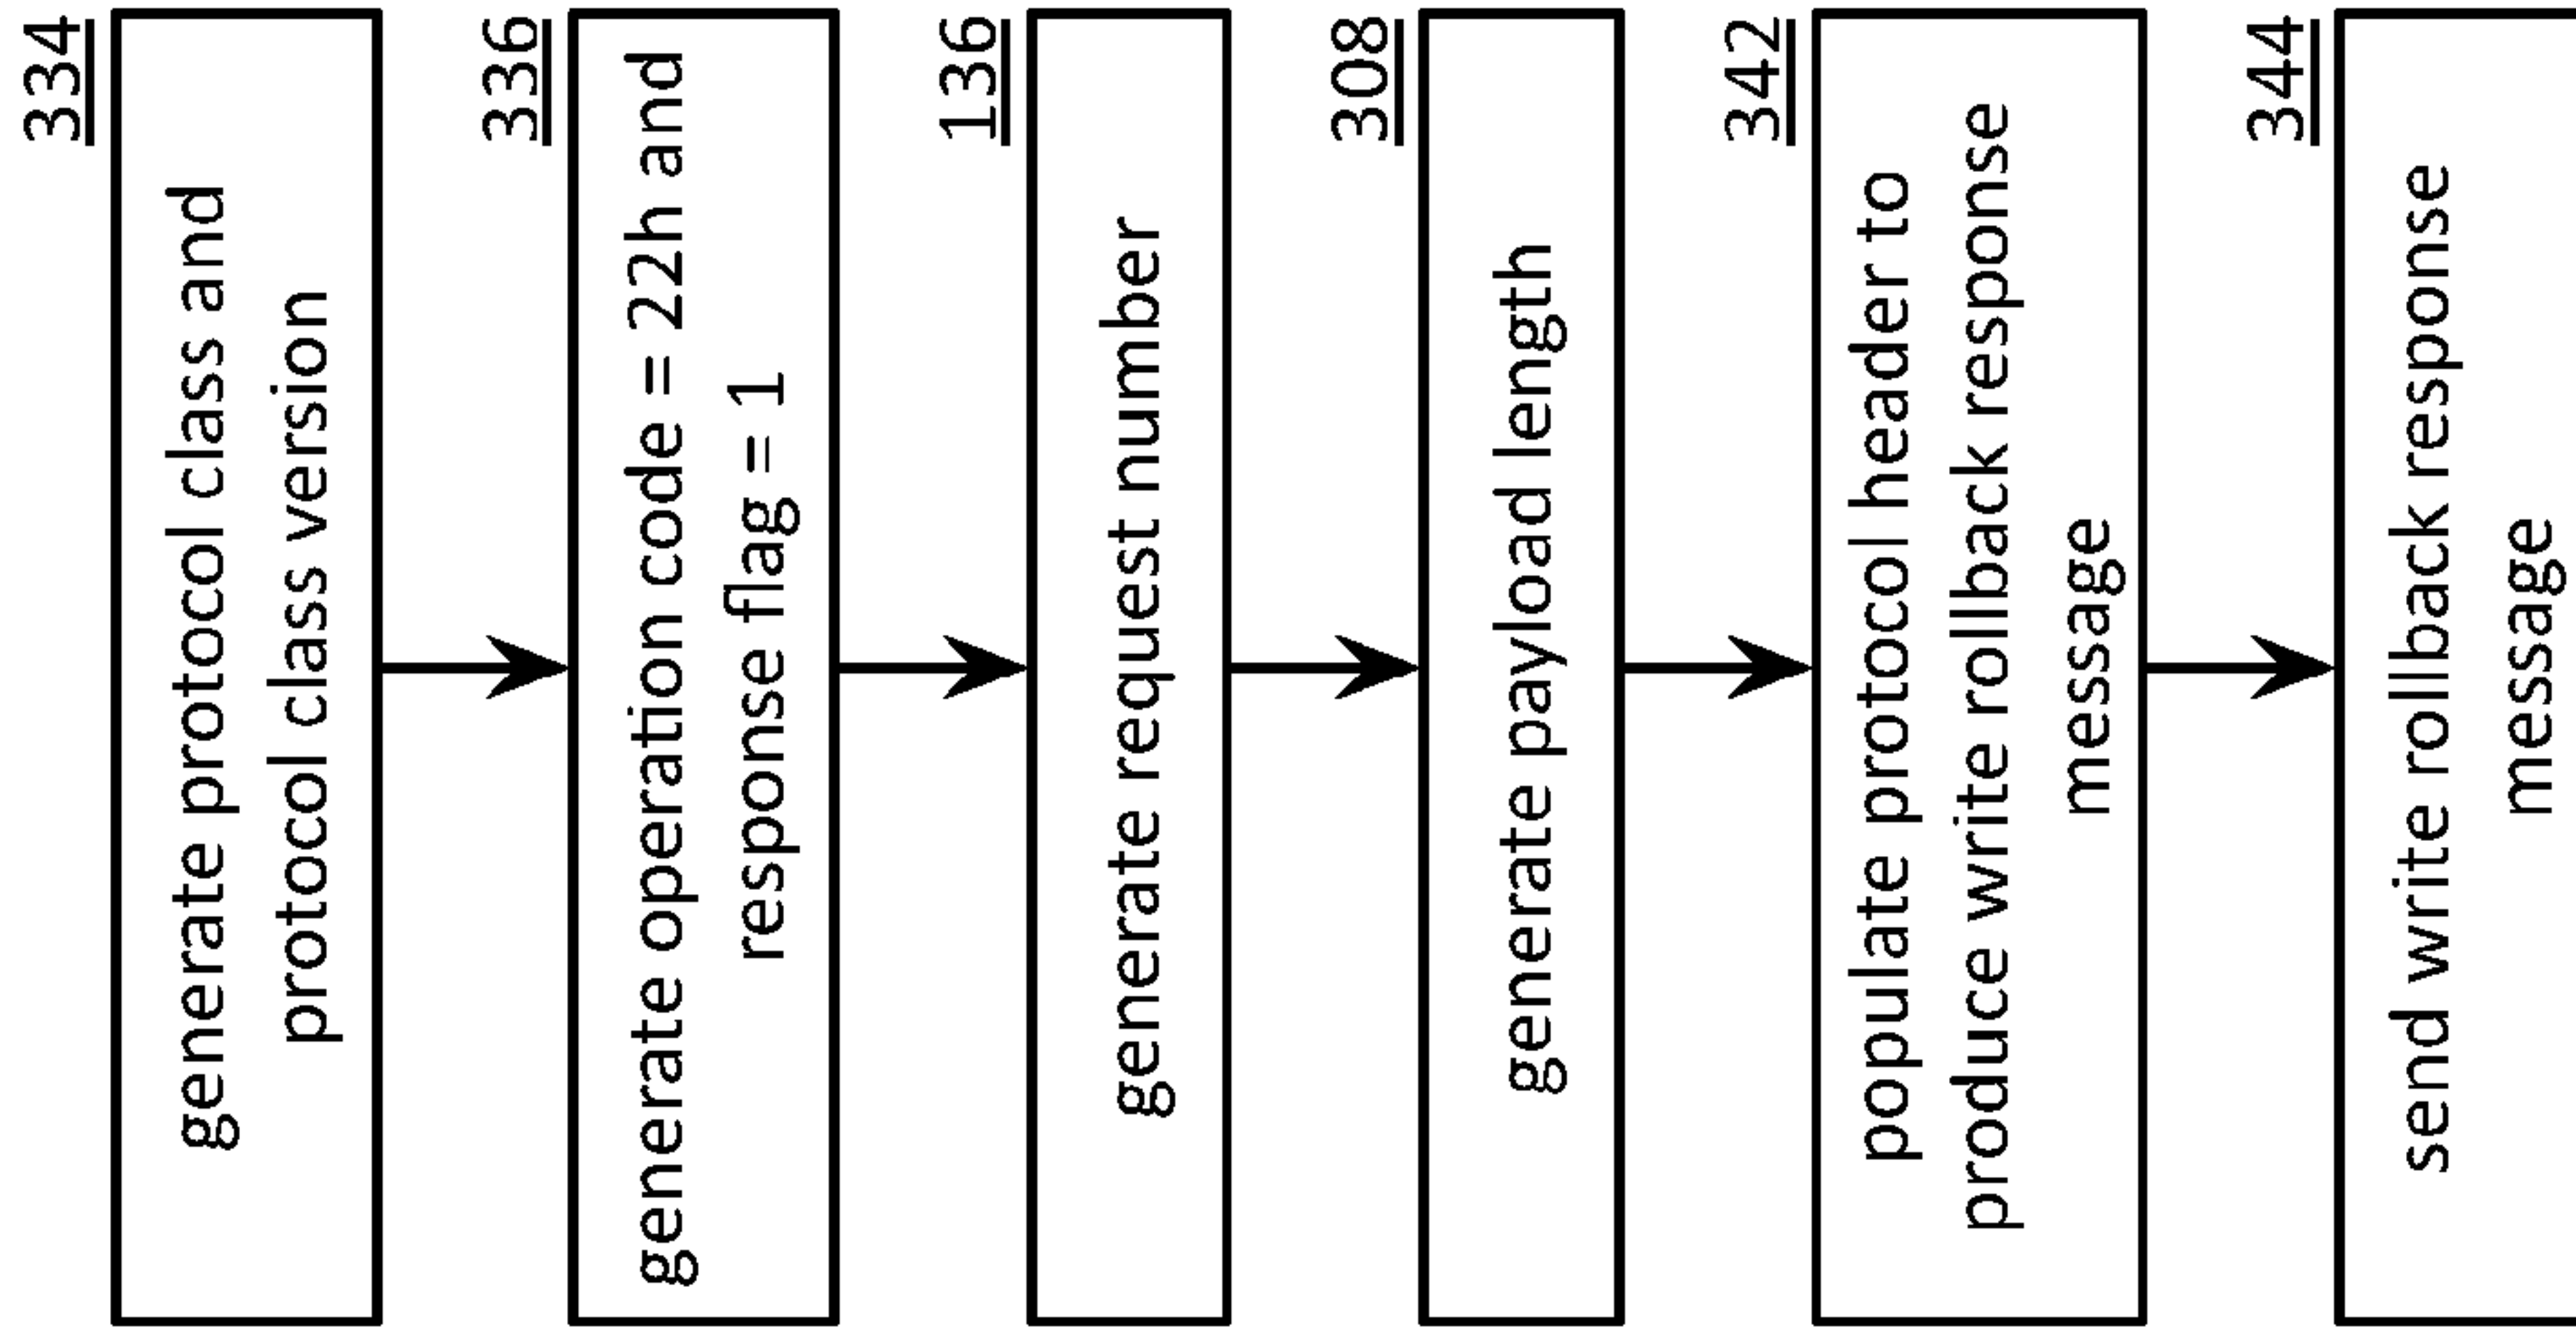 334
generate protocol class and
protocol class version
336
generate operation code = 22h and
response flag = 1
136
generate request number
308
generate payload length
342
populate protocol header to
produce write rollback response
message
344
send write rollback response
message